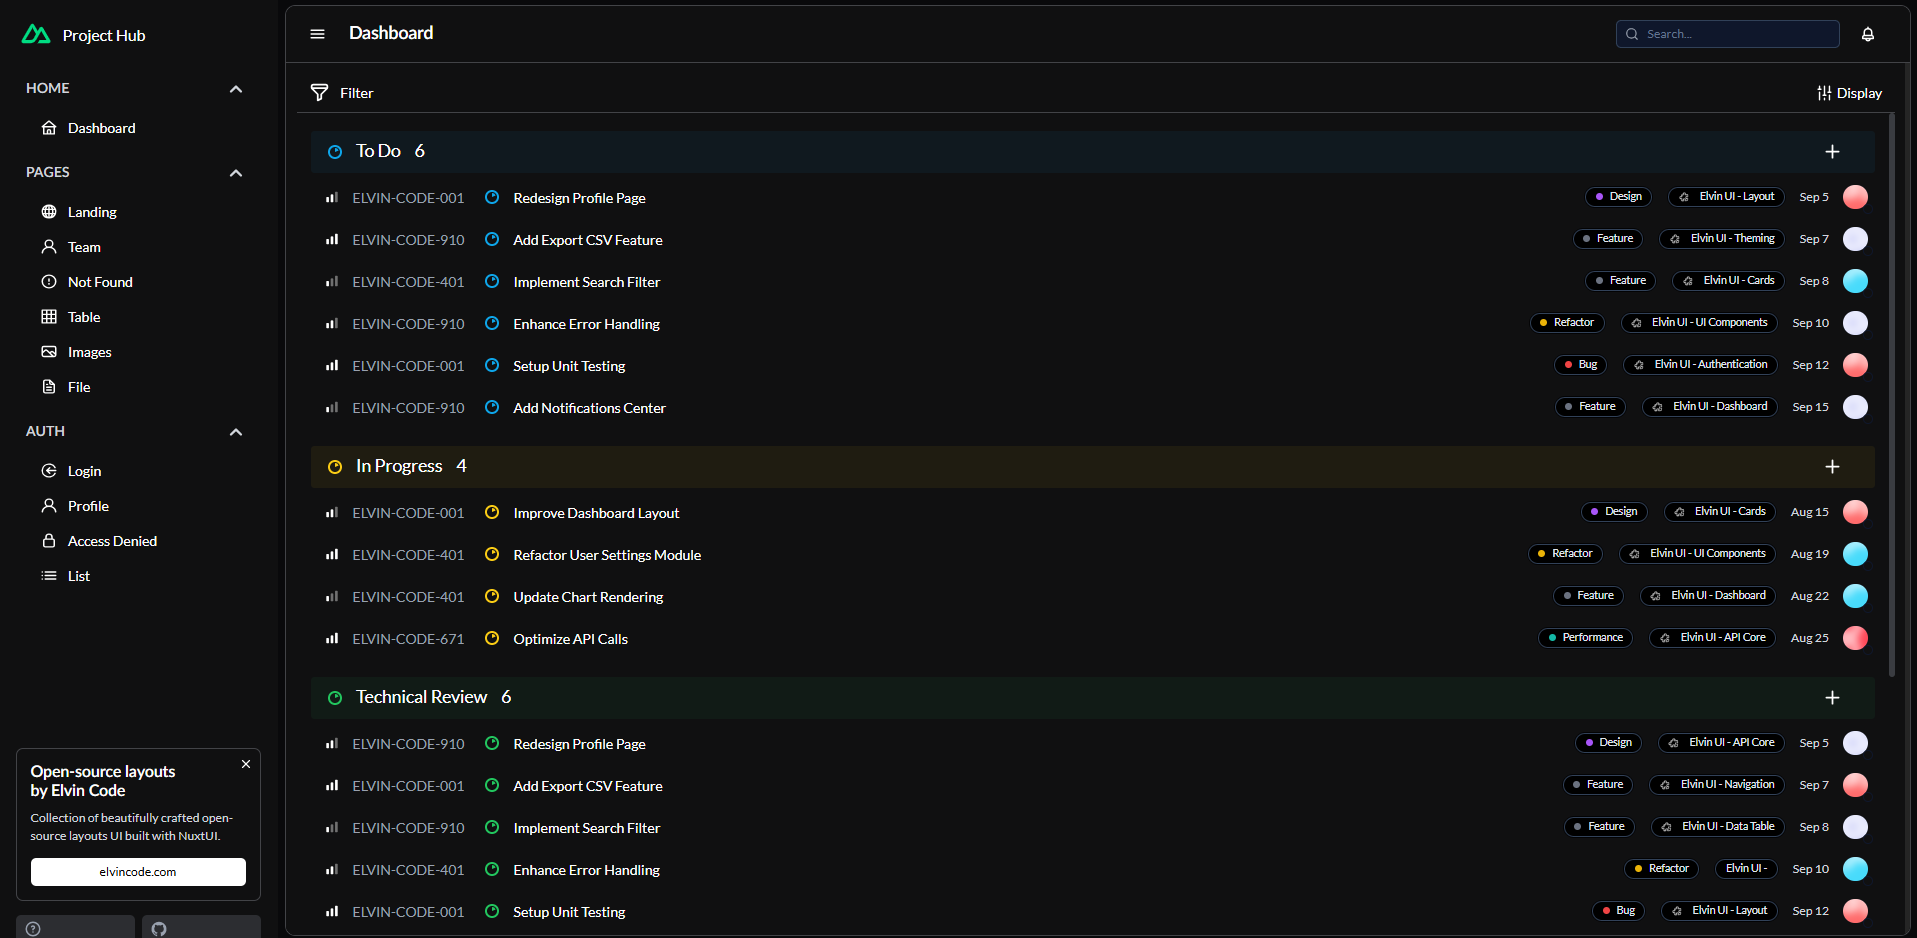 Project Hub
HOME
Dashboard
PAGES
Landing
Team
Not Found
Table
Images
File
AUTH
Login
Profile
Access Denied
List
Open-source layouts
by Elvin Code
Collection of beautifully crafted open-
source layouts UI built with NuxtUI.
elvincode.com
Dashboard
Search...
Filter
Display
To Do 6
ELVIN-CODE-001 Redesign Profile Page Design Elvin UI - Layout Sep 5
ELVIN-CODE-910 Add Export CSV Feature Feature Elvin UI - Theming Sep 7
ELVIN-CODE-401 Implement Search Filter Feature Elvin UI - Cards Sep 8
ELVIN-CODE-910 Enhance Error Handling Refactor Elvin UI - UI Components Sep 10
ELVIN-CODE-001 Setup Unit Testing Bug Elvin UI - Authentication Sep 12
ELVIN-CODE-910 Add Notifications Center Feature Elvin UI - Dashboard Sep 15
In Progress 4
ELVIN-CODE-001 Improve Dashboard Layout Design Elvin UI - Cards Aug 15
ELVIN-CODE-401 Refactor User Settings Module Refactor Elvin UI - UI Components Aug 19
ELVIN-CODE-401 Update Chart Rendering Feature Elvin UI - Dashboard Aug 22
ELVIN-CODE-671 Optimize API Calls Performance Elvin UI - API Core Aug 25
Technical Review 6
ELVIN-CODE-910 Redesign Profile Page Design Elvin UI - API Core Sep 5
ELVIN-CODE-001 Add Export CSV Feature Feature Elvin UI - Navigation Sep 7
ELVIN-CODE-910 Implement Search Filter Feature Elvin UI - Data Table Sep 8
ELVIN-CODE-401 Enhance Error Handling Refactor Elvin UI - Sep 10
ELVIN-CODE-001 Setup Unit Testing Bug Elvin UI - Layout Sep 12